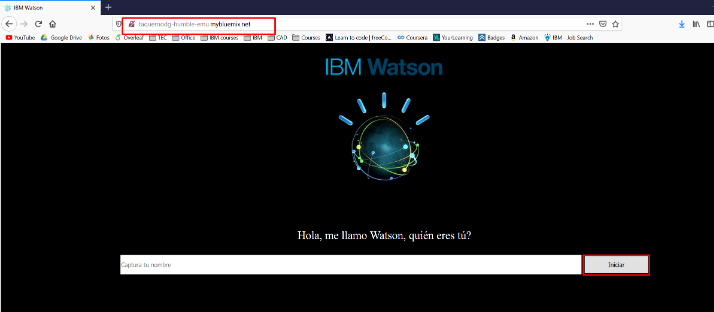 IBM Watson
tacuernodg-humble-emu.mybluemix.net
YouTube Google Drive Fotos Overleaf TEC Office IBM courses IBM CAD Courses Learn to code | freeCo... Coursera YourLearning Badges Amazon IBM - Job Search
IBM Watson
Hola, me llamo Watson, quién eres tú?
Captura tu nombre
Iniciar